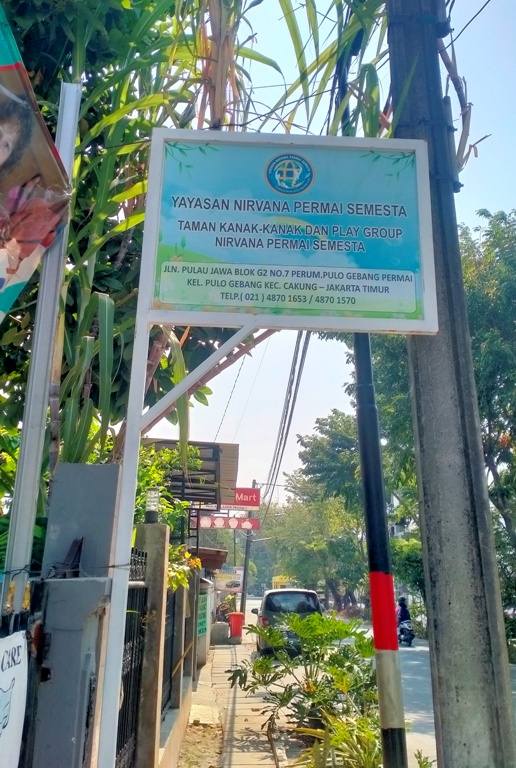 YAYASAN NIRVANA PERMAI SEMESTA
TAMAN KANAK-KANAK DAN PLAY GROUP
NIRVANA PERMAI SEMESTA
JLN. PULAU JAWA BLOK G2 NO.7 PERUM.PULO GEBANG PERMAI
KEL. PULO GEBANG KEC. CAKUNG – JAKARTA TIMUR
TELP.( 021 ) 4870 1653 / 4870 1570
Mart
CARE